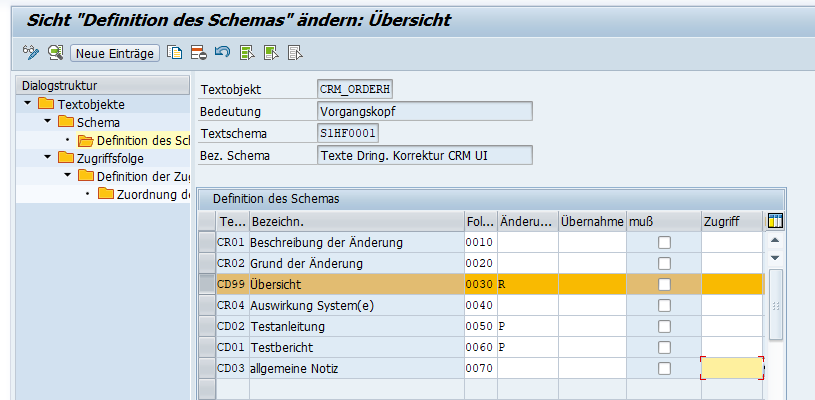 Sicht "Definition des Schemas" ändern: Übersicht
Neue Einträge
Dialogstruktur
Textobjekte
Schema
Definition des Scl
Zugriffsfolge
Definition der Zug
Zuordnung de
Textobjekt CRM_ORDERH
Bedeutung Vorgangskopf
Textschema S1HF0001
Bez. Schema Texte Dring. Korrektur CRM UI
Definition des Schemas
Te... Bezeichn. Fol... Änderu... Übernahme muß Zugriff
CR01 Beschreibung der Änderung 0010
CR02 Grund der Änderung 0020
CD99 Übersicht 0030 R
CR04 Auswirkung System(e) 0040
CD02 Testanleitung 0050 P
CD01 Testbericht 0060 P
CD03 allgemeine Notiz 0070